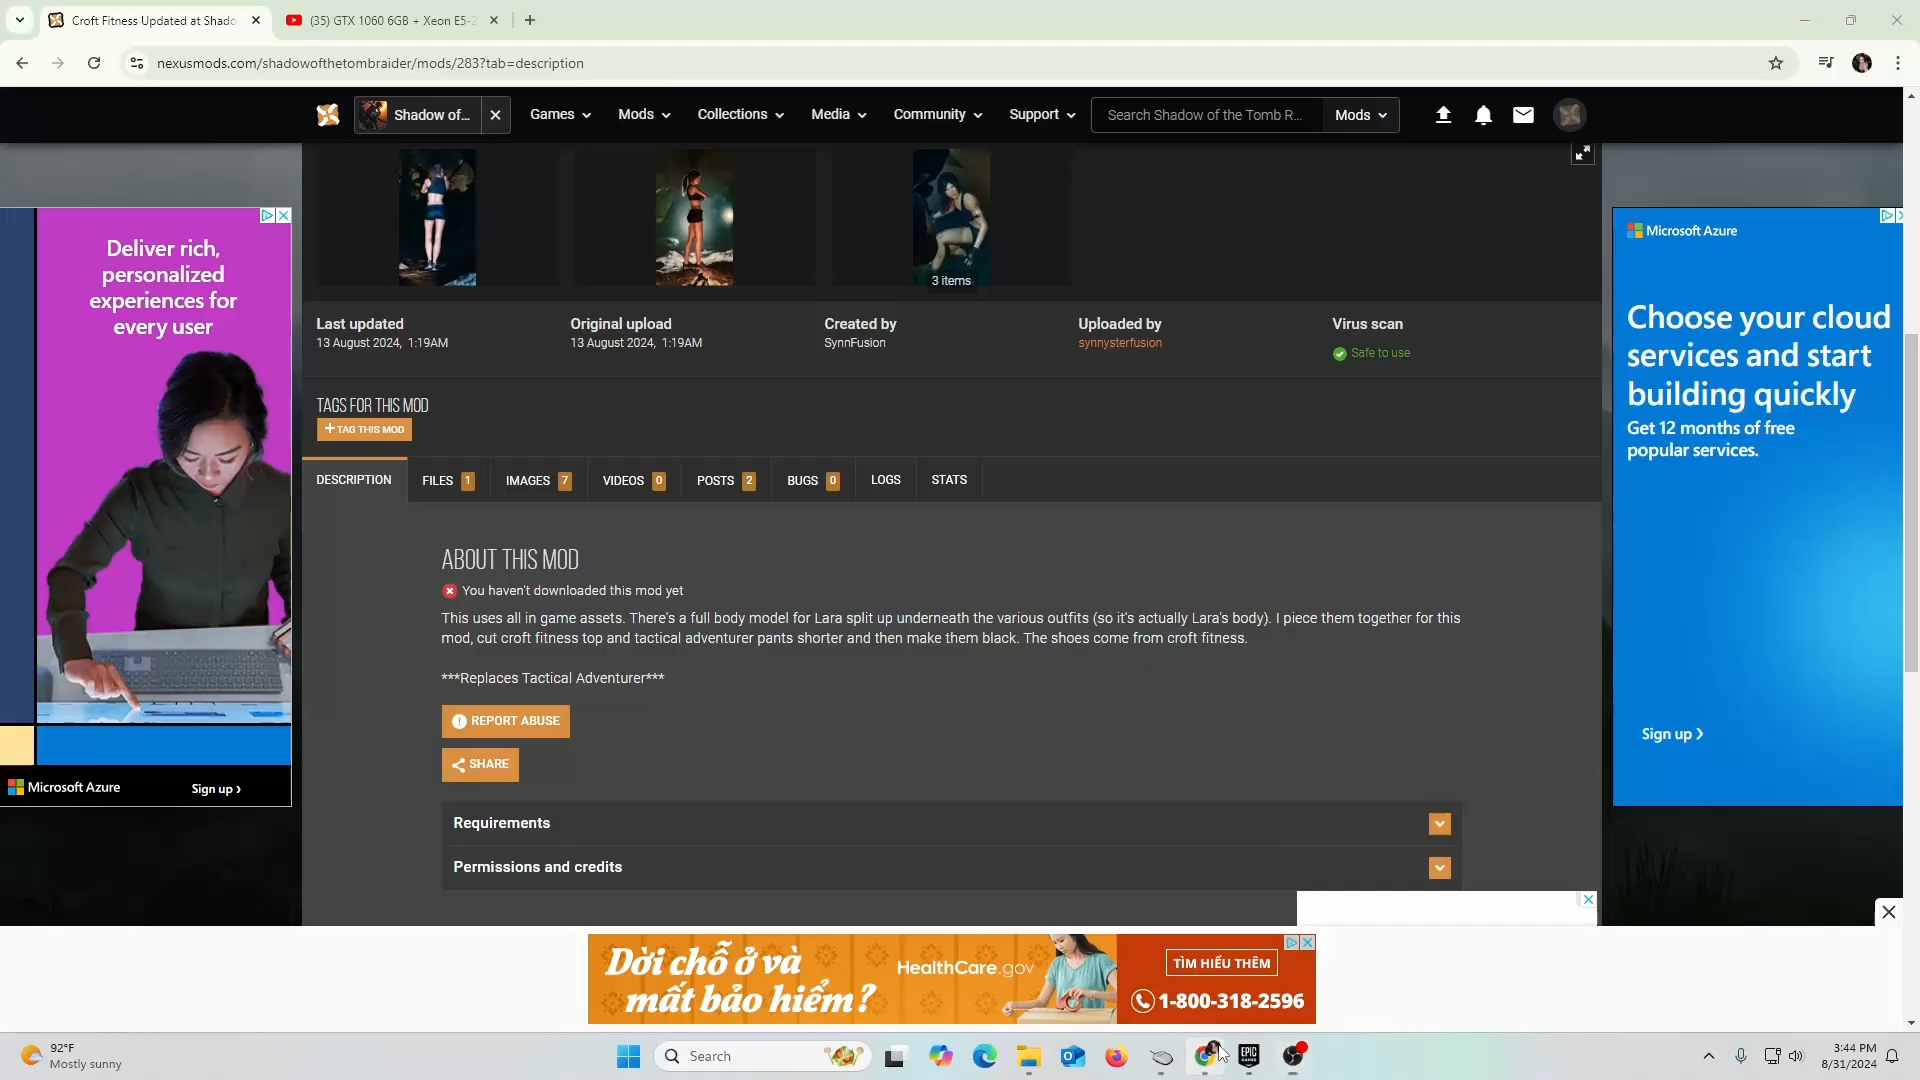 Croft Fitness Updated at Shado
(35) GTX 1060 6GB + Xeon E5-2
nexusmods.com/shadowofthetombraider/mods/283?tab=description
Shadow of...
Games
Mods
Collections
Media
Community
Support
Search Shadow of the Tomb R...
Mods
3 items
Last updated
13 August 2024, 1:19AM
Original upload
13 August 2024, 1:19AM
Created by
SynnFusion
Uploaded by
synnysterfusion
Virus scan
Safe to use
TAGS FOR THIS MOD
+ TAG THIS MOD
DESCRIPTION
FILES 1
IMAGES 7
VIDEOS 0
POSTS 2
BUGS 0
LOGS
STATS
ABOUT THIS MOD
You haven't downloaded this mod yet
This uses all in game assets. There's a full body model for Lara split up underneath the various outfits (so it's actually Lara's body). I piece them together for this
mod, cut croft fitness top and tactical adventurer pants shorter and then make them black. The shoes come from croft fitness.
***Replaces Tactical Adventurer***
REPORT ABUSE
SHARE
Requirements
Permissions and credits
Deliver rich,
personalized
experiences for
every user
Microsoft Azure
Sign up ›
Microsoft Azure
Choose your cloud
services and start
building quickly
Get 12 months of free
popular services.
Sign up ›
Dời chỗ ở và
mất bảo hiểm?
HealthCare.gov
TÌM HIỂU THÊM
1-800-318-2596
92°F
Mostly sunny
Search
EPIC
GAMES
3:44 PM
8/31/2024